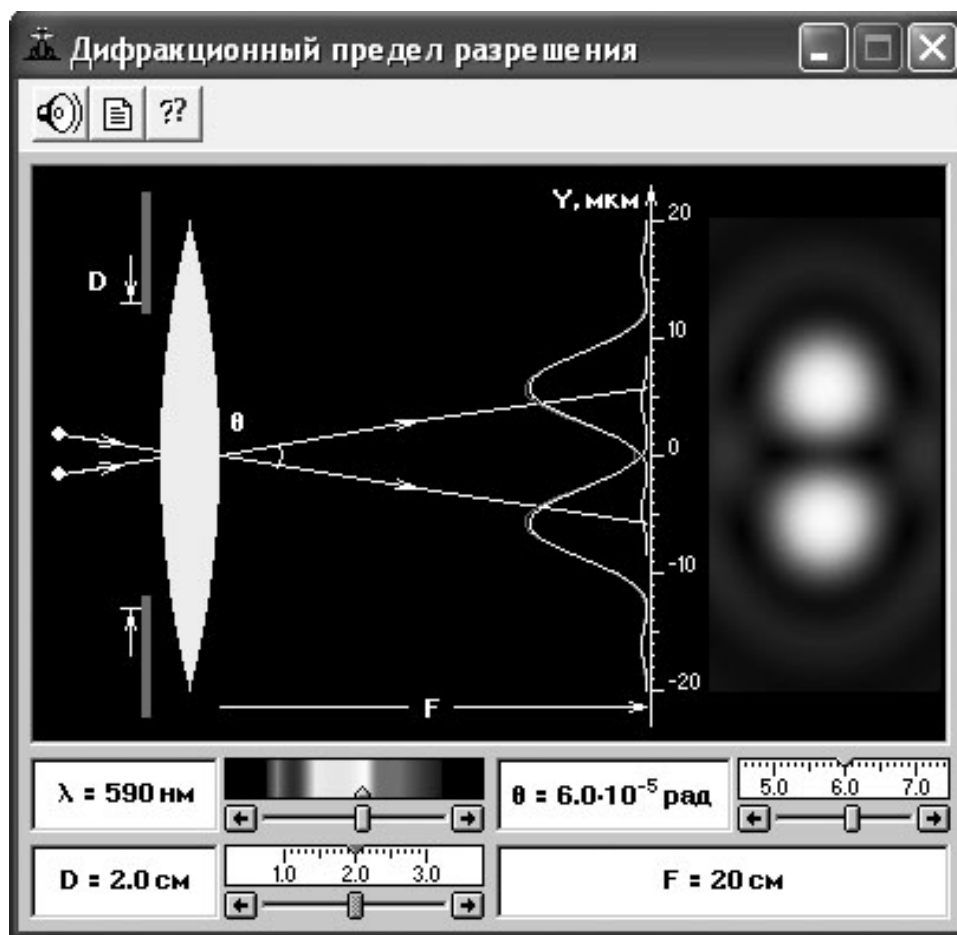 Дифракционный предел разрешения
??
Y, мкм
20
D
10
θ
0
-10
-20
F
λ = 590 нм
θ = 6.0·10⁻⁵ рад
5.0 6.0 7.0
D = 2.0 см
1.0 2.0 3.0
F = 20 см